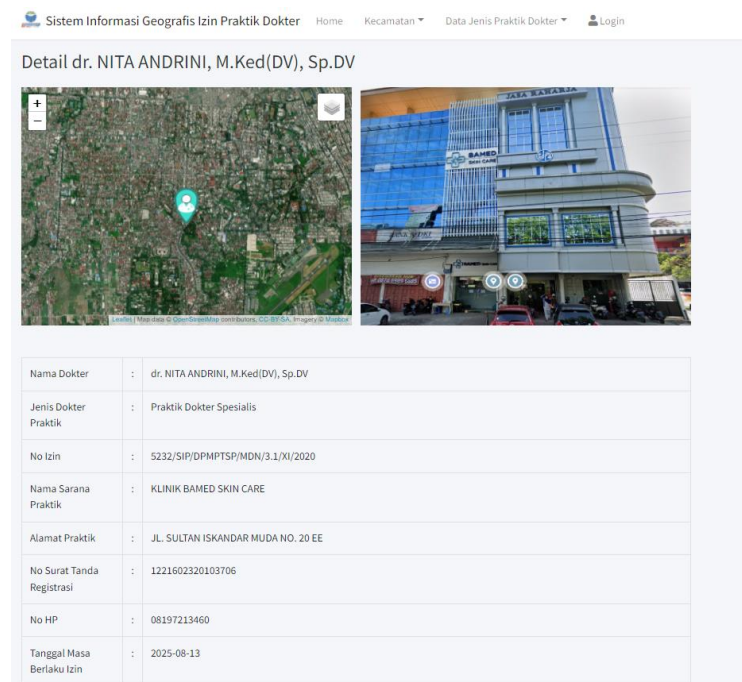 Sistem Informasi Geografis Izin Praktik Dokter Home Kecamatan Data Jenis Praktik Dokter Login
Detail dr. NITA ANDRINI, M.Ked(DV), Sp.DV
+
−
Leaflet | Map data © OpenStreetMap contributors, CC-BY-SA, Imagery © Mapbox
JASA RAHARJA
BAMED
SKIN CARE
Nama Dokter : dr. NITA ANDRINI, M.Ked(DV), Sp.DV
Jenis Dokter Praktik : Praktik Dokter Spesialis
No Izin : 5232/SIP/DPMPTSP/MDN/3.1/XI/2020
Nama Sarana Praktik : KLINIK BAMED SKIN CARE
Alamat Praktik : JL. SULTAN ISKANDAR MUDA NO. 20 EE
No Surat Tanda Registrasi : 1221602320103706
No HP : 08197213460
Tanggal Masa Berlaku Izin : 2025-08-13